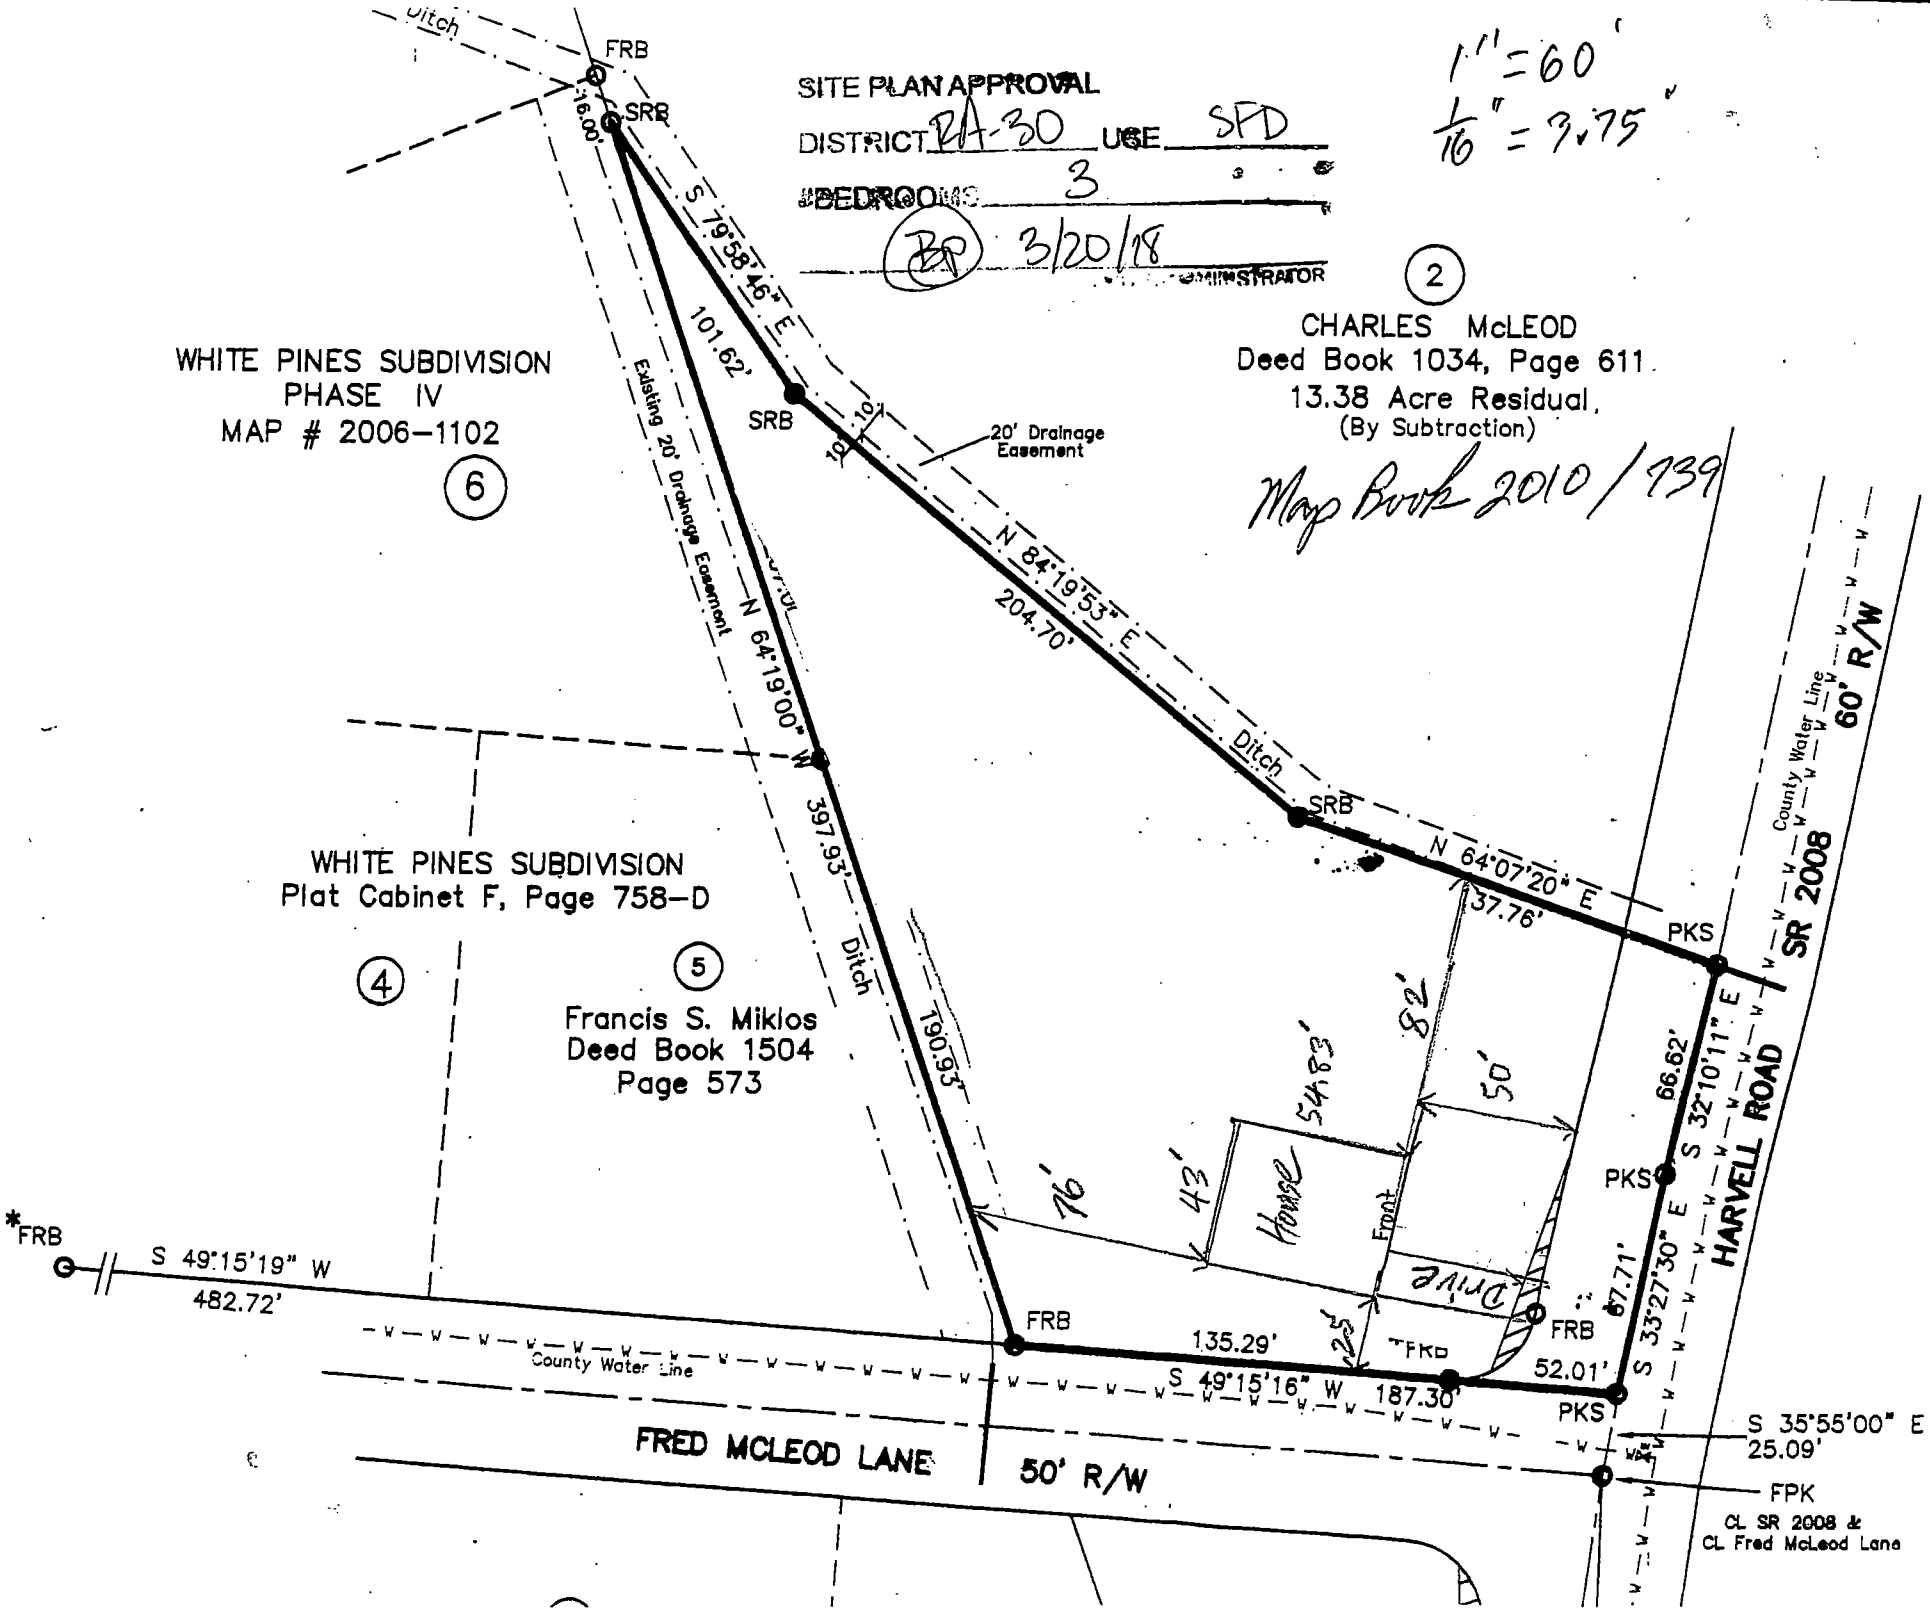 Ditch
FRB
16.00'
SRB
SITE PLAN APPROVAL
DISTRICT RA-30 USE SFD
#BEDROOMS 3
BP 3/20/18
1" = 60'
1/16" = 3.75"
S 79°58'46" E
101.62'
2
CHARLES McLEOD
Deed Book 1034, Page 611
13.38 Acre Residual
(By Subtraction)
Map Book 2010 / 739
WHITE PINES SUBDIVISION
PHASE IV
MAP # 2006-1102
6
SRB
10'
10'
20' Drainage
Easement
Existing 20' Drainage Easement
N 84°19'53" E
204.70'
N 64°19'00" W
397.93'
Ditch
SRB
N 64°07'20" E
37.76'
PKS
60' R/W
County Water Line
SR 2008
HARVELL ROAD
WHITE PINES SUBDIVISION
Plat Cabinet F, Page 758-D
4
5
Francis S. Miklos
Deed Book 1504
Page 573
Ditch
190.93'
82'
50'
54.83'
43'
House
76'
Front
Drive
25'
66.62'
S 32°10'11" E
PKS
67.71'
S 33°27'30" E
*FRB
S 49°15'19" W
482.72'
FRB
135.29'
FRB
52.01'
S 49°15'16" W
187.30'
PKS
W W W W W W W W
County Water Line
S 35°55'00" E
25.09'
FRED MCLEOD LANE 50' R/W
FPK
CL SR 2008 &
CL Fred McLeod Lane